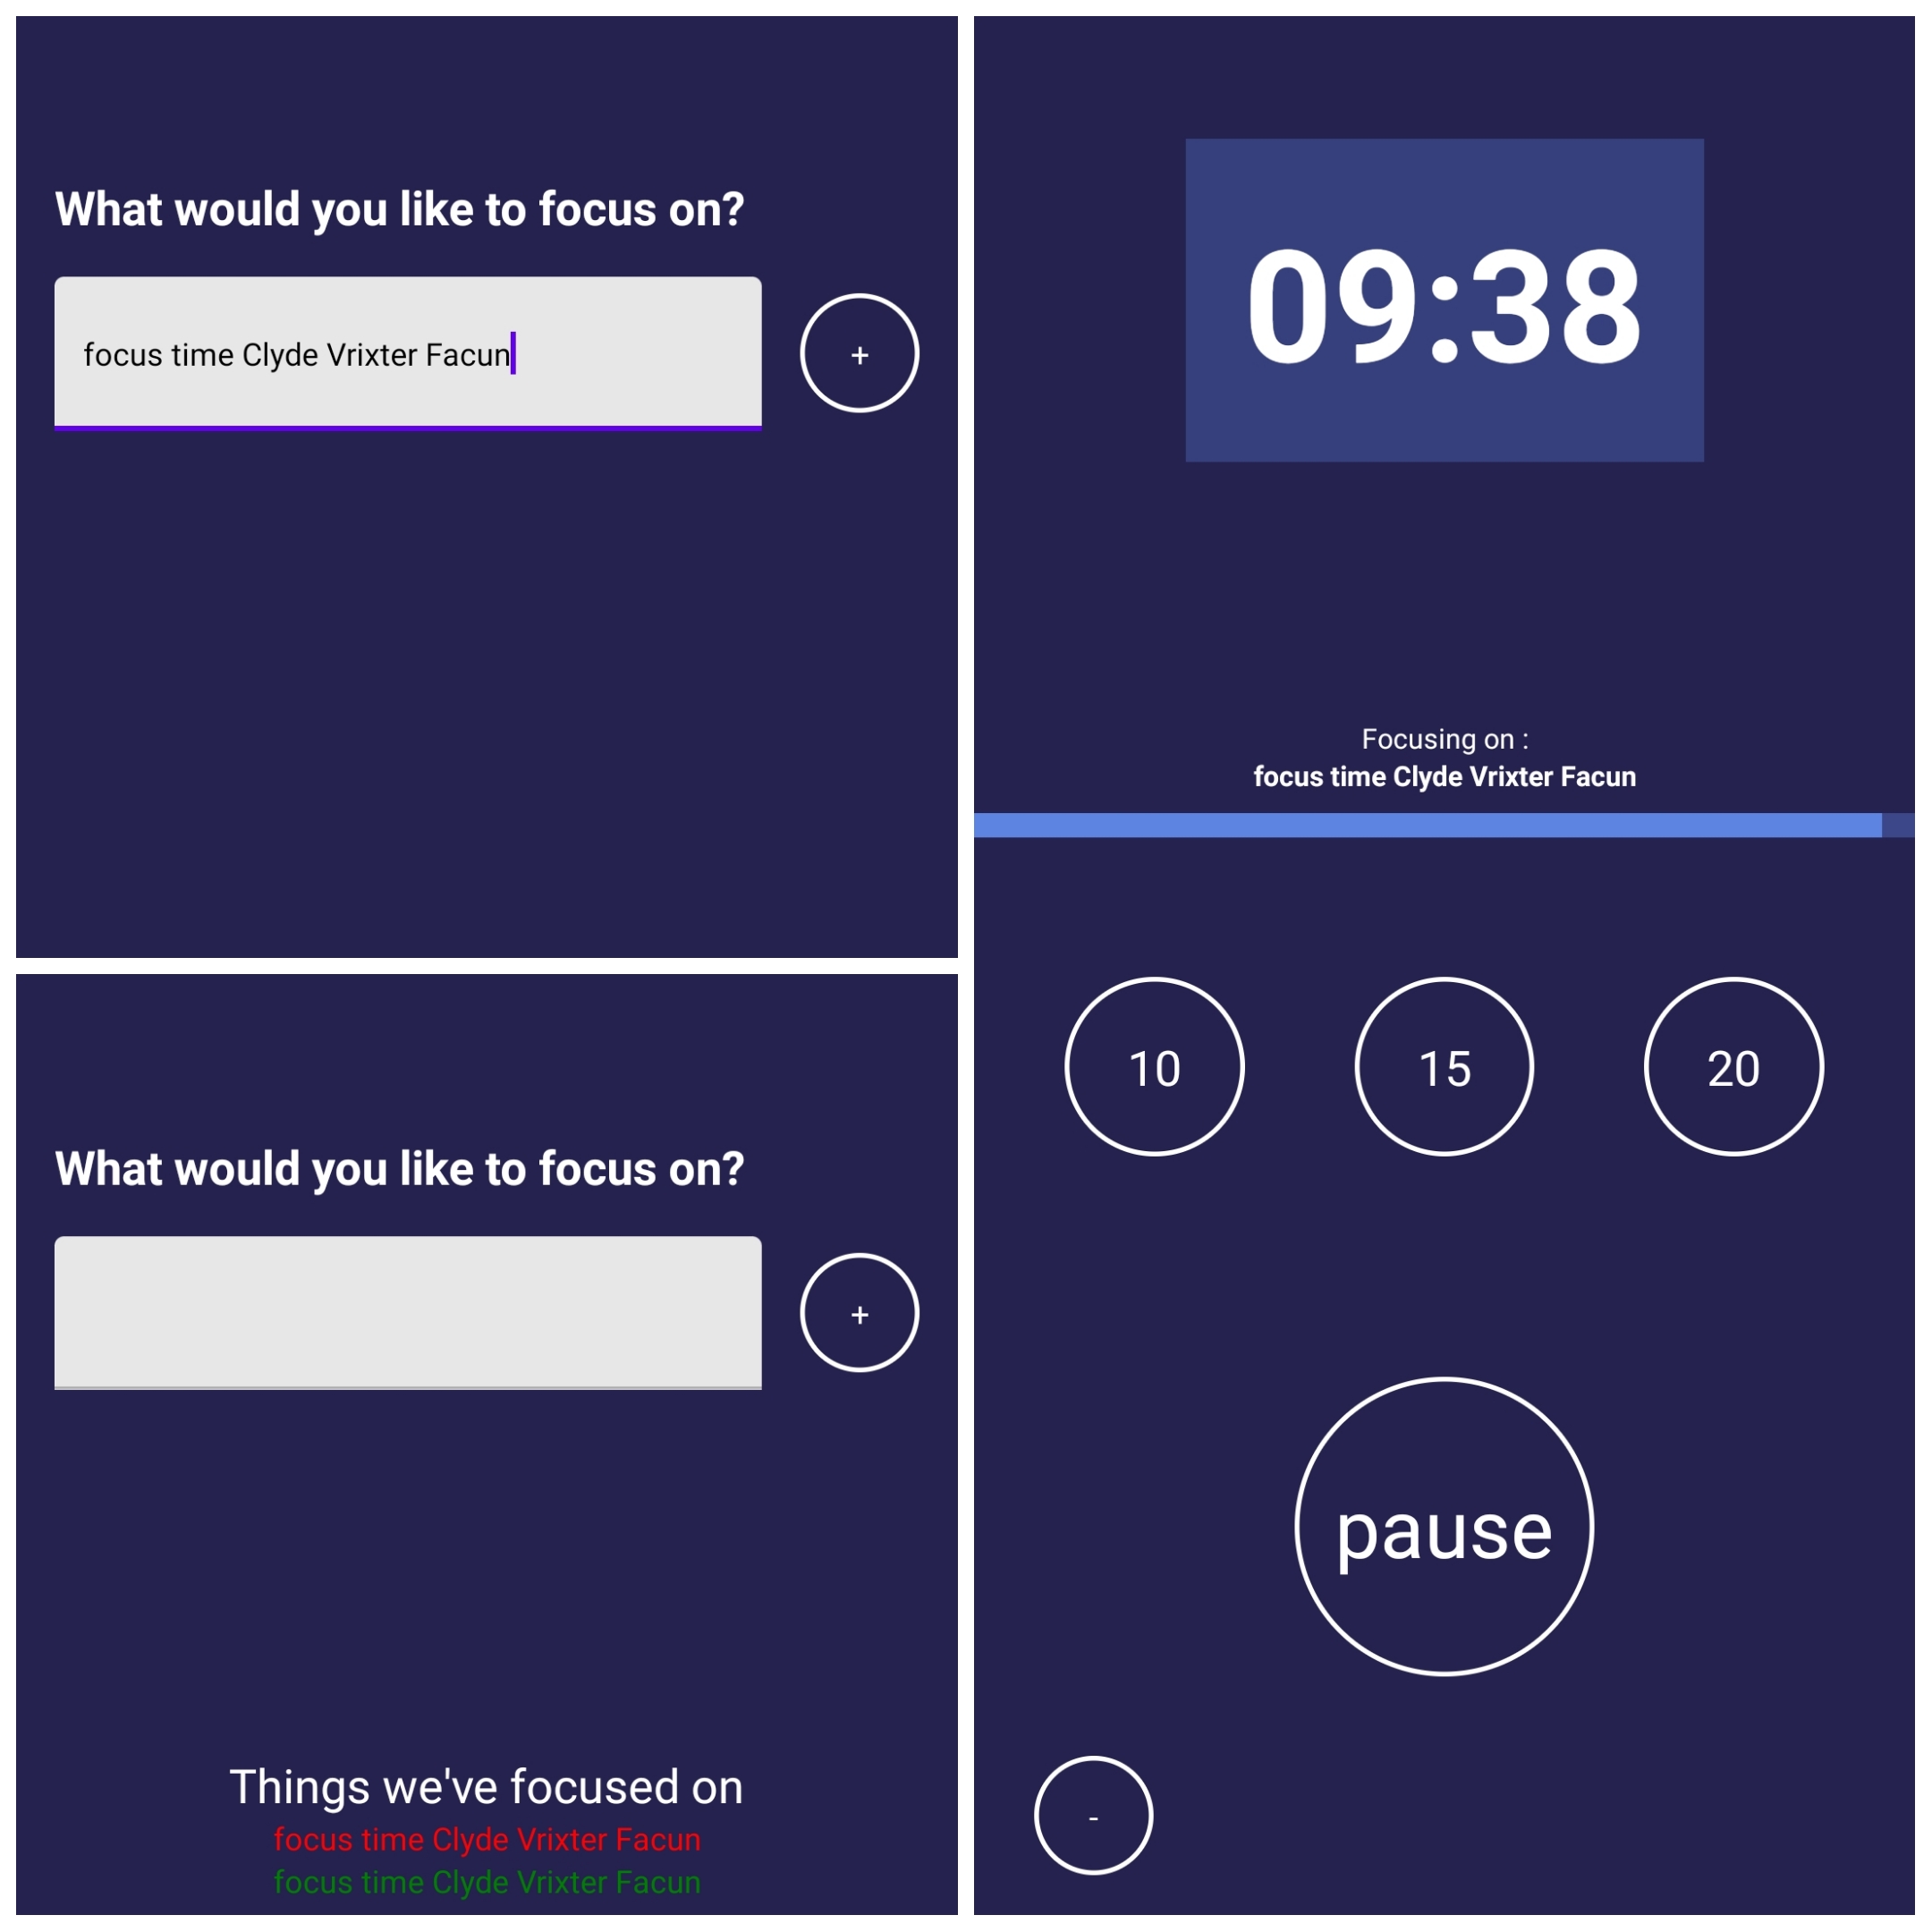 What would you like to focus on?
focus time Clyde Vrixter Facun
+
What would you like to focus on?
+
Things we've focused on
focus time Clyde Vrixter Facun
focus time Clyde Vrixter Facun
09:38
Focusing on :
focus time Clyde Vrixter Facun
10 15 20
pause
-